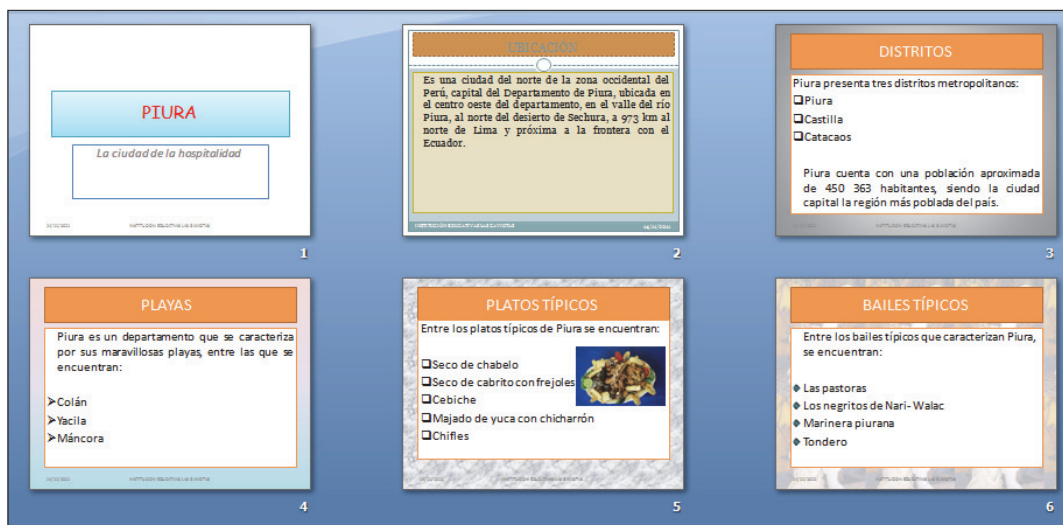 PIURA
La ciudad de la hospitalidad
1
UBICACIÓN
Es una ciudad del norte de la zona occidental del
Perú, capital del Departamento de Piura, ubicada en
el centro oeste del departamento, en el valle del río
Piura, al norte del desierto de Sechura, a 973 km al
norte de Lima y próxima a la frontera con el
Ecuador.
2
DISTRITOS
Piura presenta tres distritos metropolitanos:
Piura
Castilla
Catacaos
Piura cuenta con una población aproximada
de 450 363 habitantes, siendo la ciudad
capital la región más poblada del país.
3
PLAYAS
Piura es un departamento que se caracteriza
por sus maravillosas playas, entre las que se
encuentran:
Colán
Yacila
Máncora
4
PLATOS TÍPICOS
Entre los platos típicos de Piura se encuentran:
Seco de chabelo
Seco de cabrito con frejoles
Cebiche
Majado de yuca con chicharrón
Chifles
5
BAILES TÍPICOS
Entre los bailes típicos que caracterizan Piura,
se encuentran:
Las pastoras
Los negritos de Nari- Walac
Marinera piurana
Tondero
6